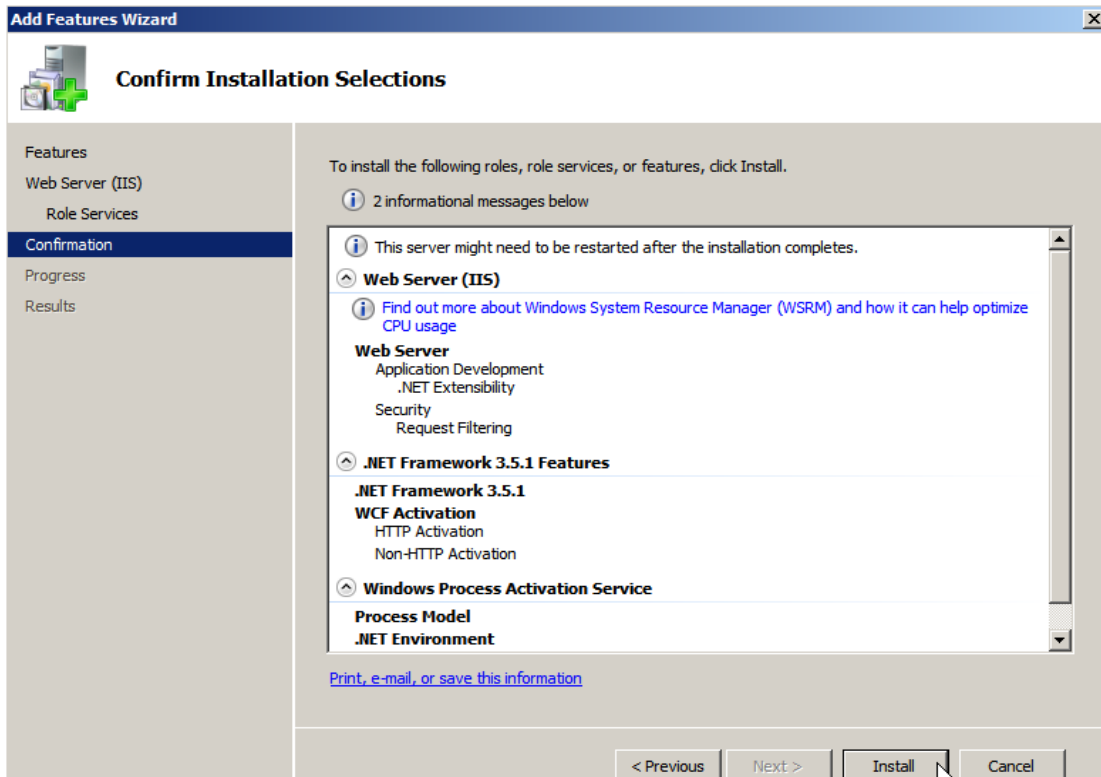 Add Features Wizard
Confirm Installation Selections
Features
Web Server (IIS)
Role Services
Confirmation
Progress
Results
To install the following roles, role services, or features, click Install.
2 informational messages below
This server might need to be restarted after the installation completes.
Web Server (IIS)
Find out more about Windows System Resource Manager (WSRM) and how it can help optimize
CPU usage
Web Server
Application Development
.NET Extensibility
Security
Request Filtering
.NET Framework 3.5.1 Features
.NET Framework 3.5.1
WCF Activation
HTTP Activation
Non-HTTP Activation
Windows Process Activation Service
Process Model
.NET Environment
Print, e-mail, or save this information
< Previous
Next >
Install
Cancel